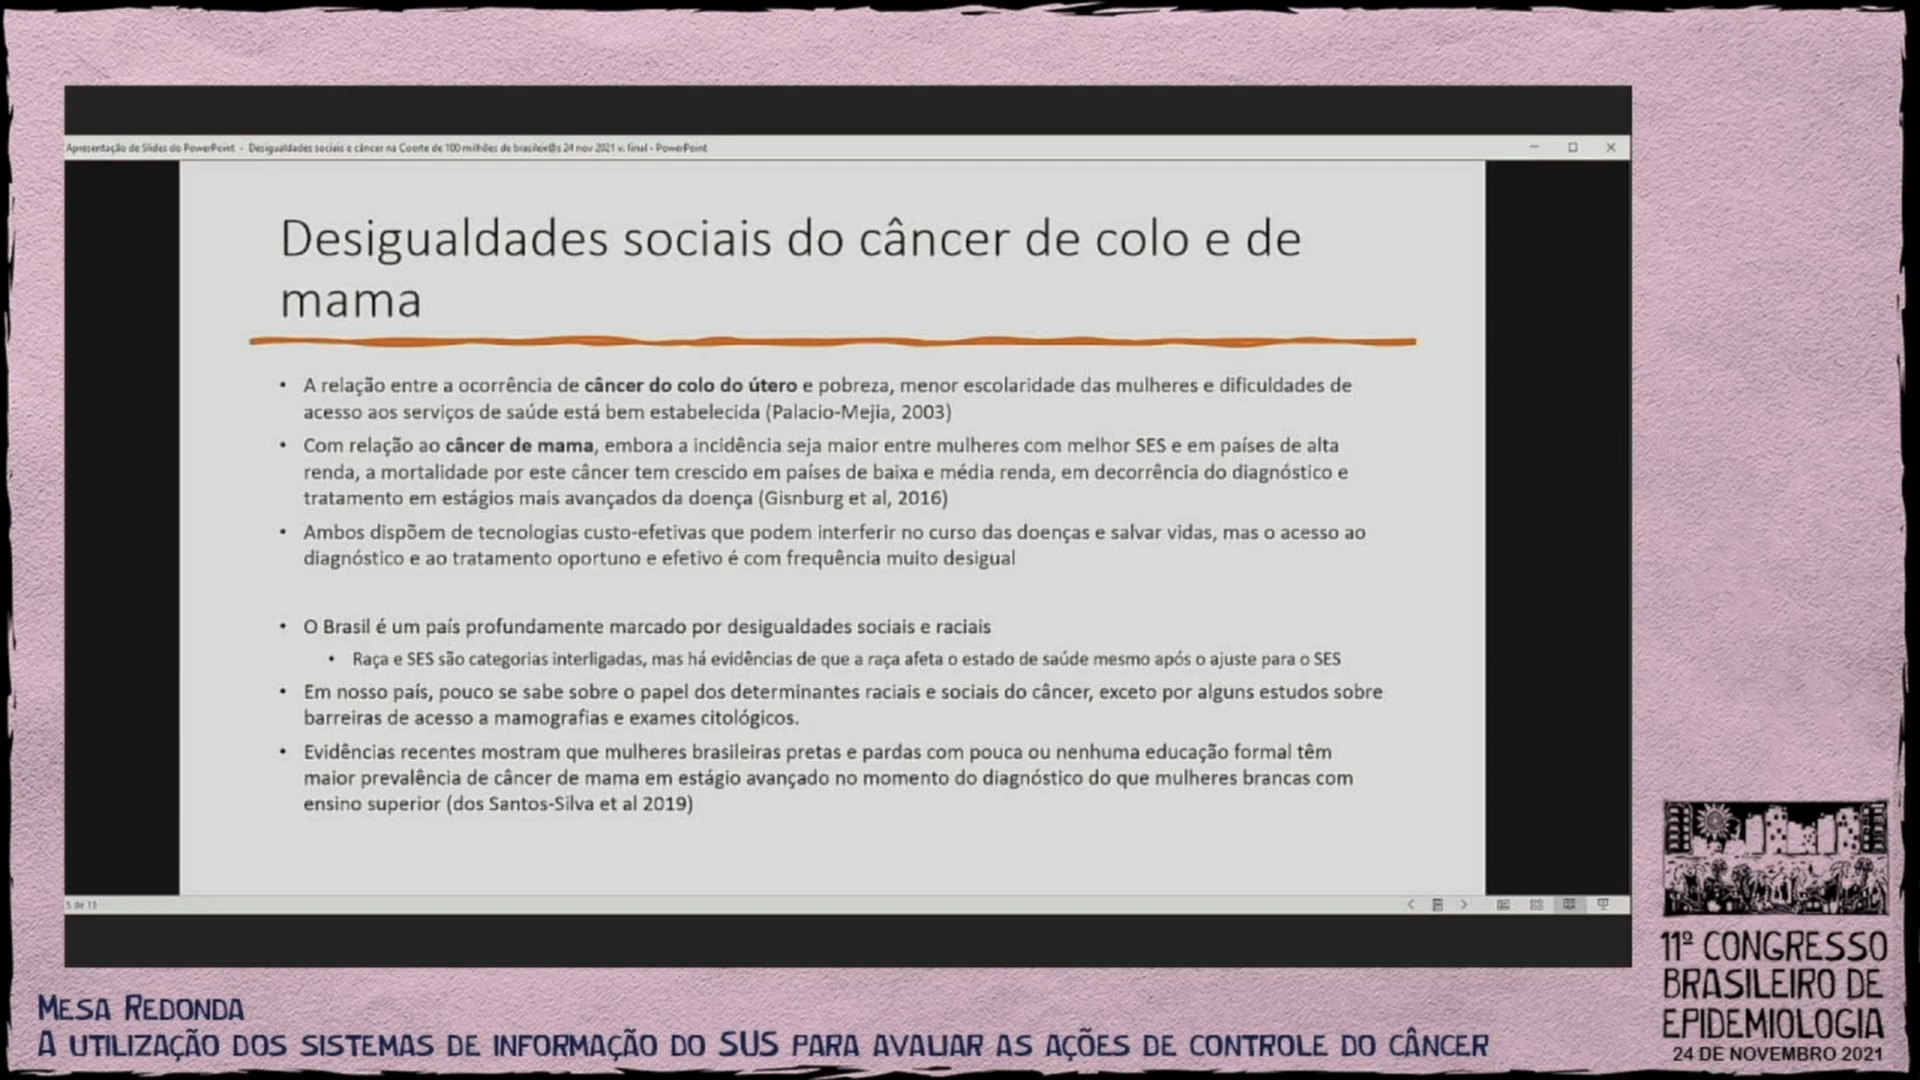 Apresentação de Slides do PowerPoint - Desigualdades sociais e câncer na Coorte de 100 milhões de brasileir@s 24 nov 2021 v. final - PowerPoint
Desigualdades sociais do câncer de colo e de
mama
• A relação entre a ocorrência de câncer do colo do útero e pobreza, menor escolaridade das mulheres e dificuldades de
acesso aos serviços de saúde está bem estabelecida (Palacio-Mejia, 2003)
• Com relação ao câncer de mama, embora a incidência seja maior entre mulheres com melhor SES e em países de alta
renda, a mortalidade por este câncer tem crescido em países de baixa e média renda, em decorrência do diagnóstico e
tratamento em estágios mais avançados da doença (Gisnburg et al, 2016)
• Ambos dispõem de tecnologias custo-efetivas que podem interferir no curso das doenças e salvar vidas, mas o acesso ao
diagnóstico e ao tratamento oportuno e efetivo é com frequência muito desigual
• O Brasil é um país profundamente marcado por desigualdades sociais e raciais
• Raça e SES são categorias interligadas, mas há evidências de que a raça afeta o estado de saúde mesmo após o ajuste para o SES
• Em nosso país, pouco se sabe sobre o papel dos determinantes raciais e sociais do câncer, exceto por alguns estudos sobre
barreiras de acesso a mamografias e exames citológicos.
• Evidências recentes mostram que mulheres brasileiras pretas e pardas com pouca ou nenhuma educação formal têm
maior prevalência de câncer de mama em estágio avançado no momento do diagnóstico do que mulheres brancas com
ensino superior (dos Santos-Silva et al 2019)
5 de 13
MESA REDONDA
A UTILIZAÇÃO DOS SISTEMAS DE INFORMAÇÃO DO SUS PARA AVALIAR AS AÇÕES DE CONTROLE DO CÂNCER
11º CONGRESSO
BRASILEIRO DE
EPIDEMIOLOGIA
24 DE NOVEMBRO 2021